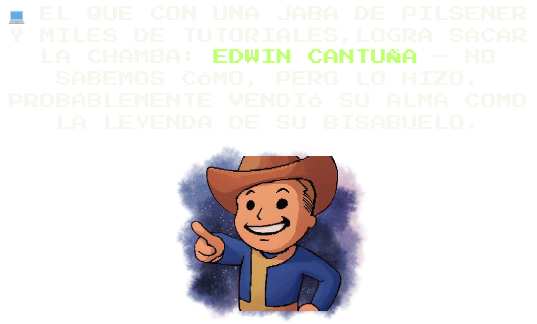 💻 EL QUE CON UNA JABA DE PILSENER
Y MILES DE TUTORIALES,LOGRA SACAR
LA CHAMBA: EDWIN CANTUÑA - NO
SABEMOS CóMO, PERO LO HIZO.
PROBABLEMENTE VENDIó SU ALMA COMO
LA LEYENDA DE SU BISABUELO.